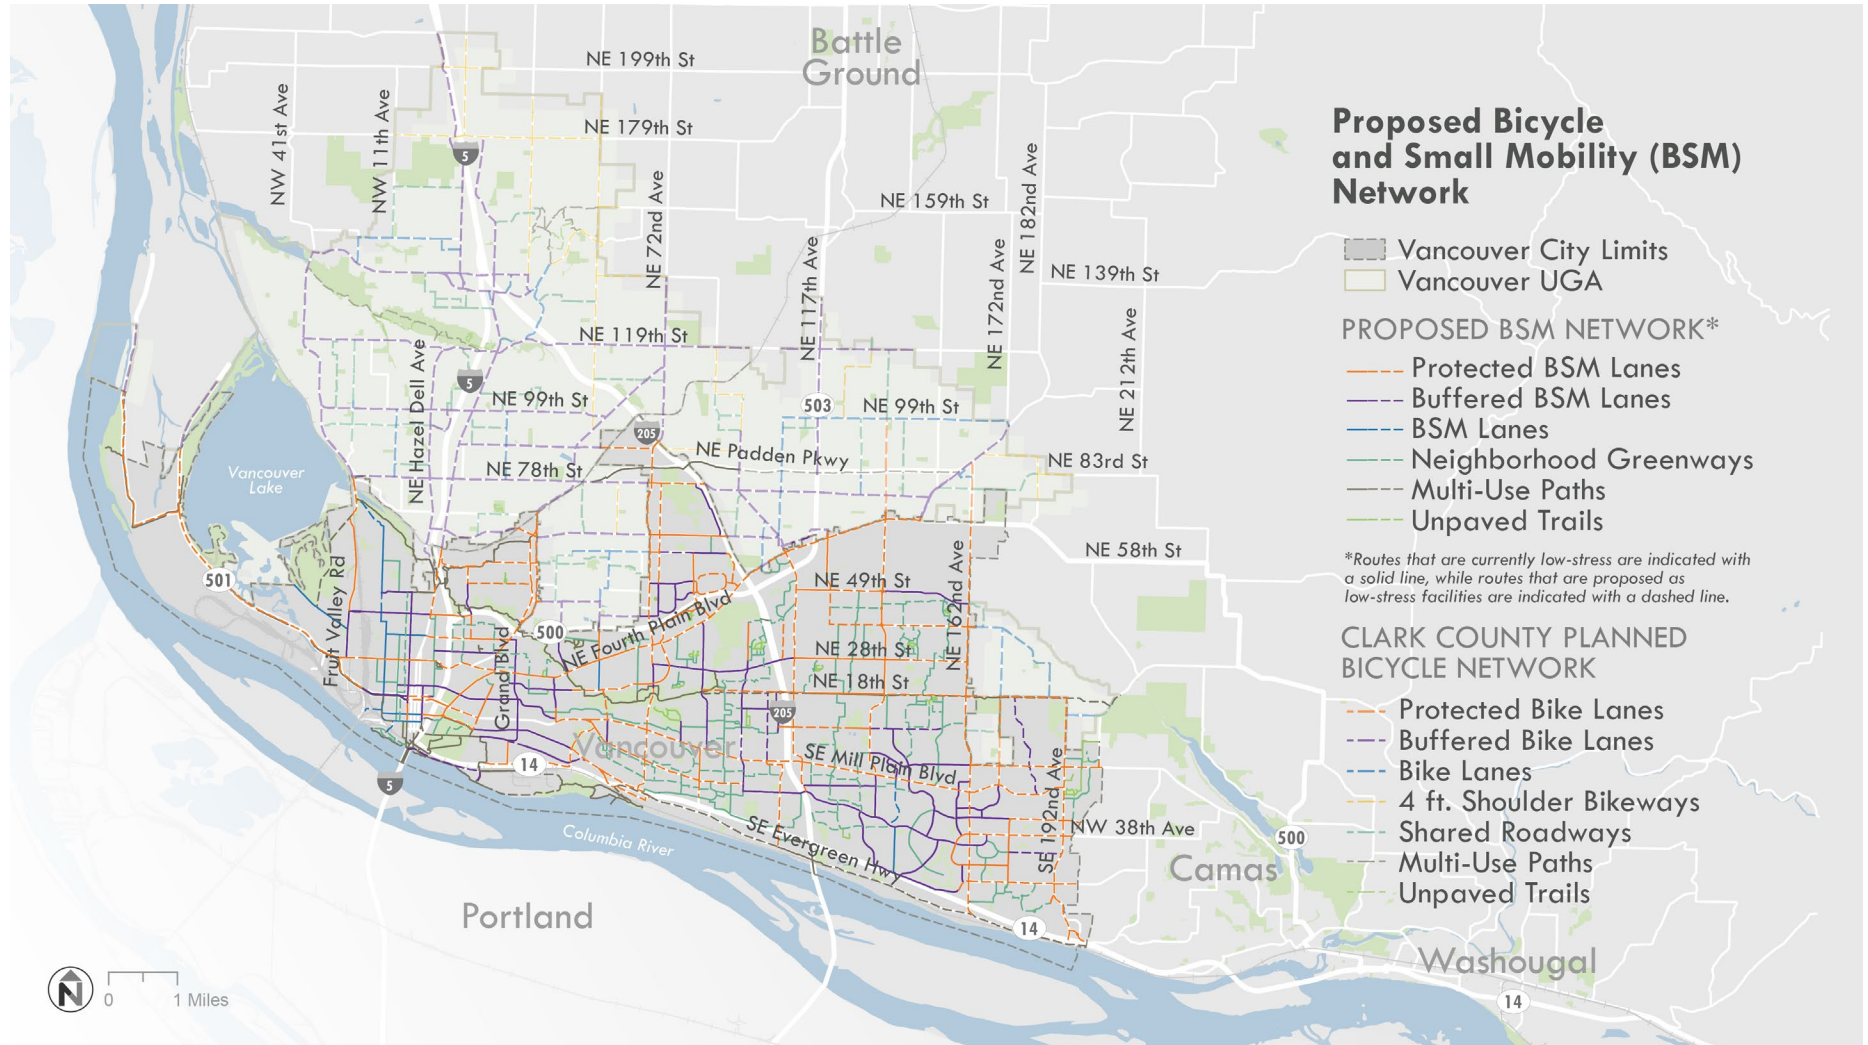 Battle
Ground
NE 199th St
NW 41st Ave
NW 11th Ave
NE 179th St
5
NE 72nd Ave
NE 159th St
NE 182nd Ave
NE 117th Ave
NE 172nd Ave
NE 139th St
NE 119th St
NE 212th Ave
NE Hazel Dell Ave
5
NE 99th St
503
NE 99th St
205
NE Padden Pkwy
NE 78th St
NE 83rd St
Vancouver
Lake
NE 58th St
NE 162nd Ave
501
Fruit Valley Rd
NE 49th St
NE Fourth Plain Blvd
500
Grand Blvd
NE 28th St
NE 18th St
205
Vancouver
SE Mill Plain Blvd
14
5
SE 192nd Ave
NW 38th Ave
Columbia River
SE Evergreen Hwy
500
Camas
Portland
14
Washougal
14
N
0 1 Miles
Proposed Bicycle
and Small Mobility (BSM)
Network
Vancouver City Limits
Vancouver UGA
PROPOSED BSM NETWORK*
Protected BSM Lanes
Buffered BSM Lanes
BSM Lanes
Neighborhood Greenways
Multi-Use Paths
Unpaved Trails
*Routes that are currently low-stress are indicated with
a solid line, while routes that are proposed as
low-stress facilities are indicated with a dashed line.
CLARK COUNTY PLANNED
BICYCLE NETWORK
Protected Bike Lanes
Buffered Bike Lanes
Bike Lanes
4 ft. Shoulder Bikeways
Shared Roadways
Multi-Use Paths
Unpaved Trails